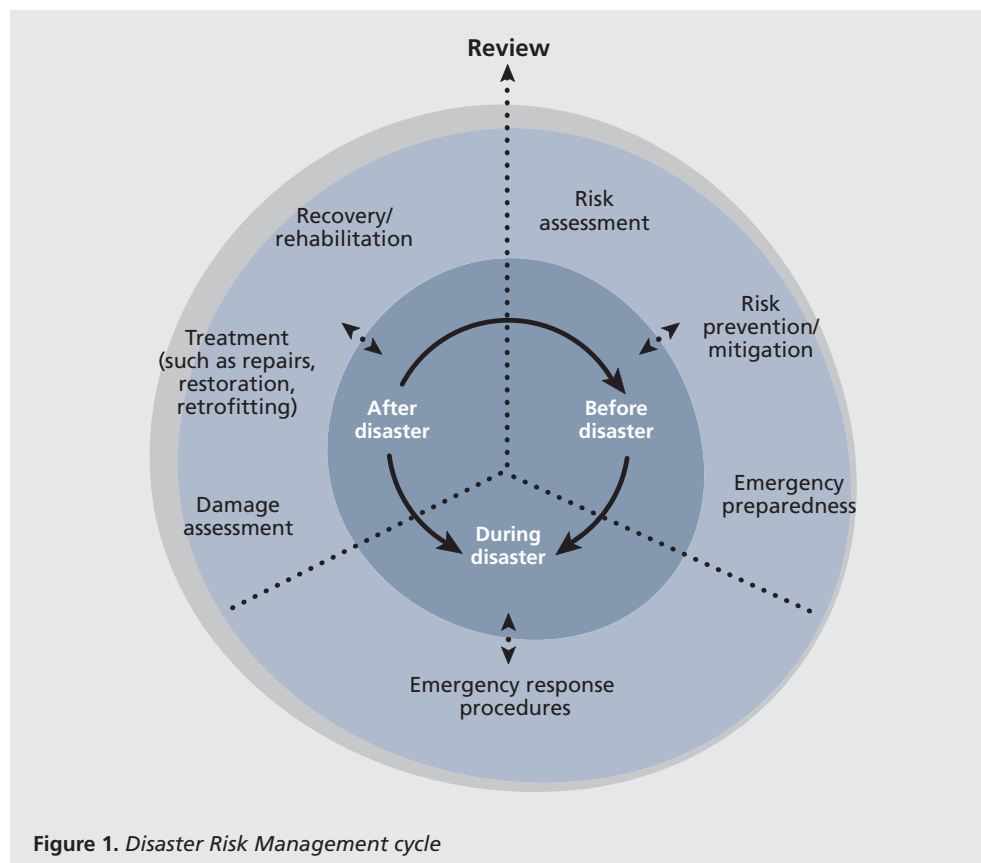 Review
Recovery/
rehabilitation
Risk
assessment
Treatment
(such as repairs,
restoration,
retrofitting)
Risk
prevention/
mitigation
After
disaster
Before
disaster
Damage
assessment
Emergency
preparedness
During
disaster
Emergency response
procedures
Figure 1. Disaster Risk Management cycle